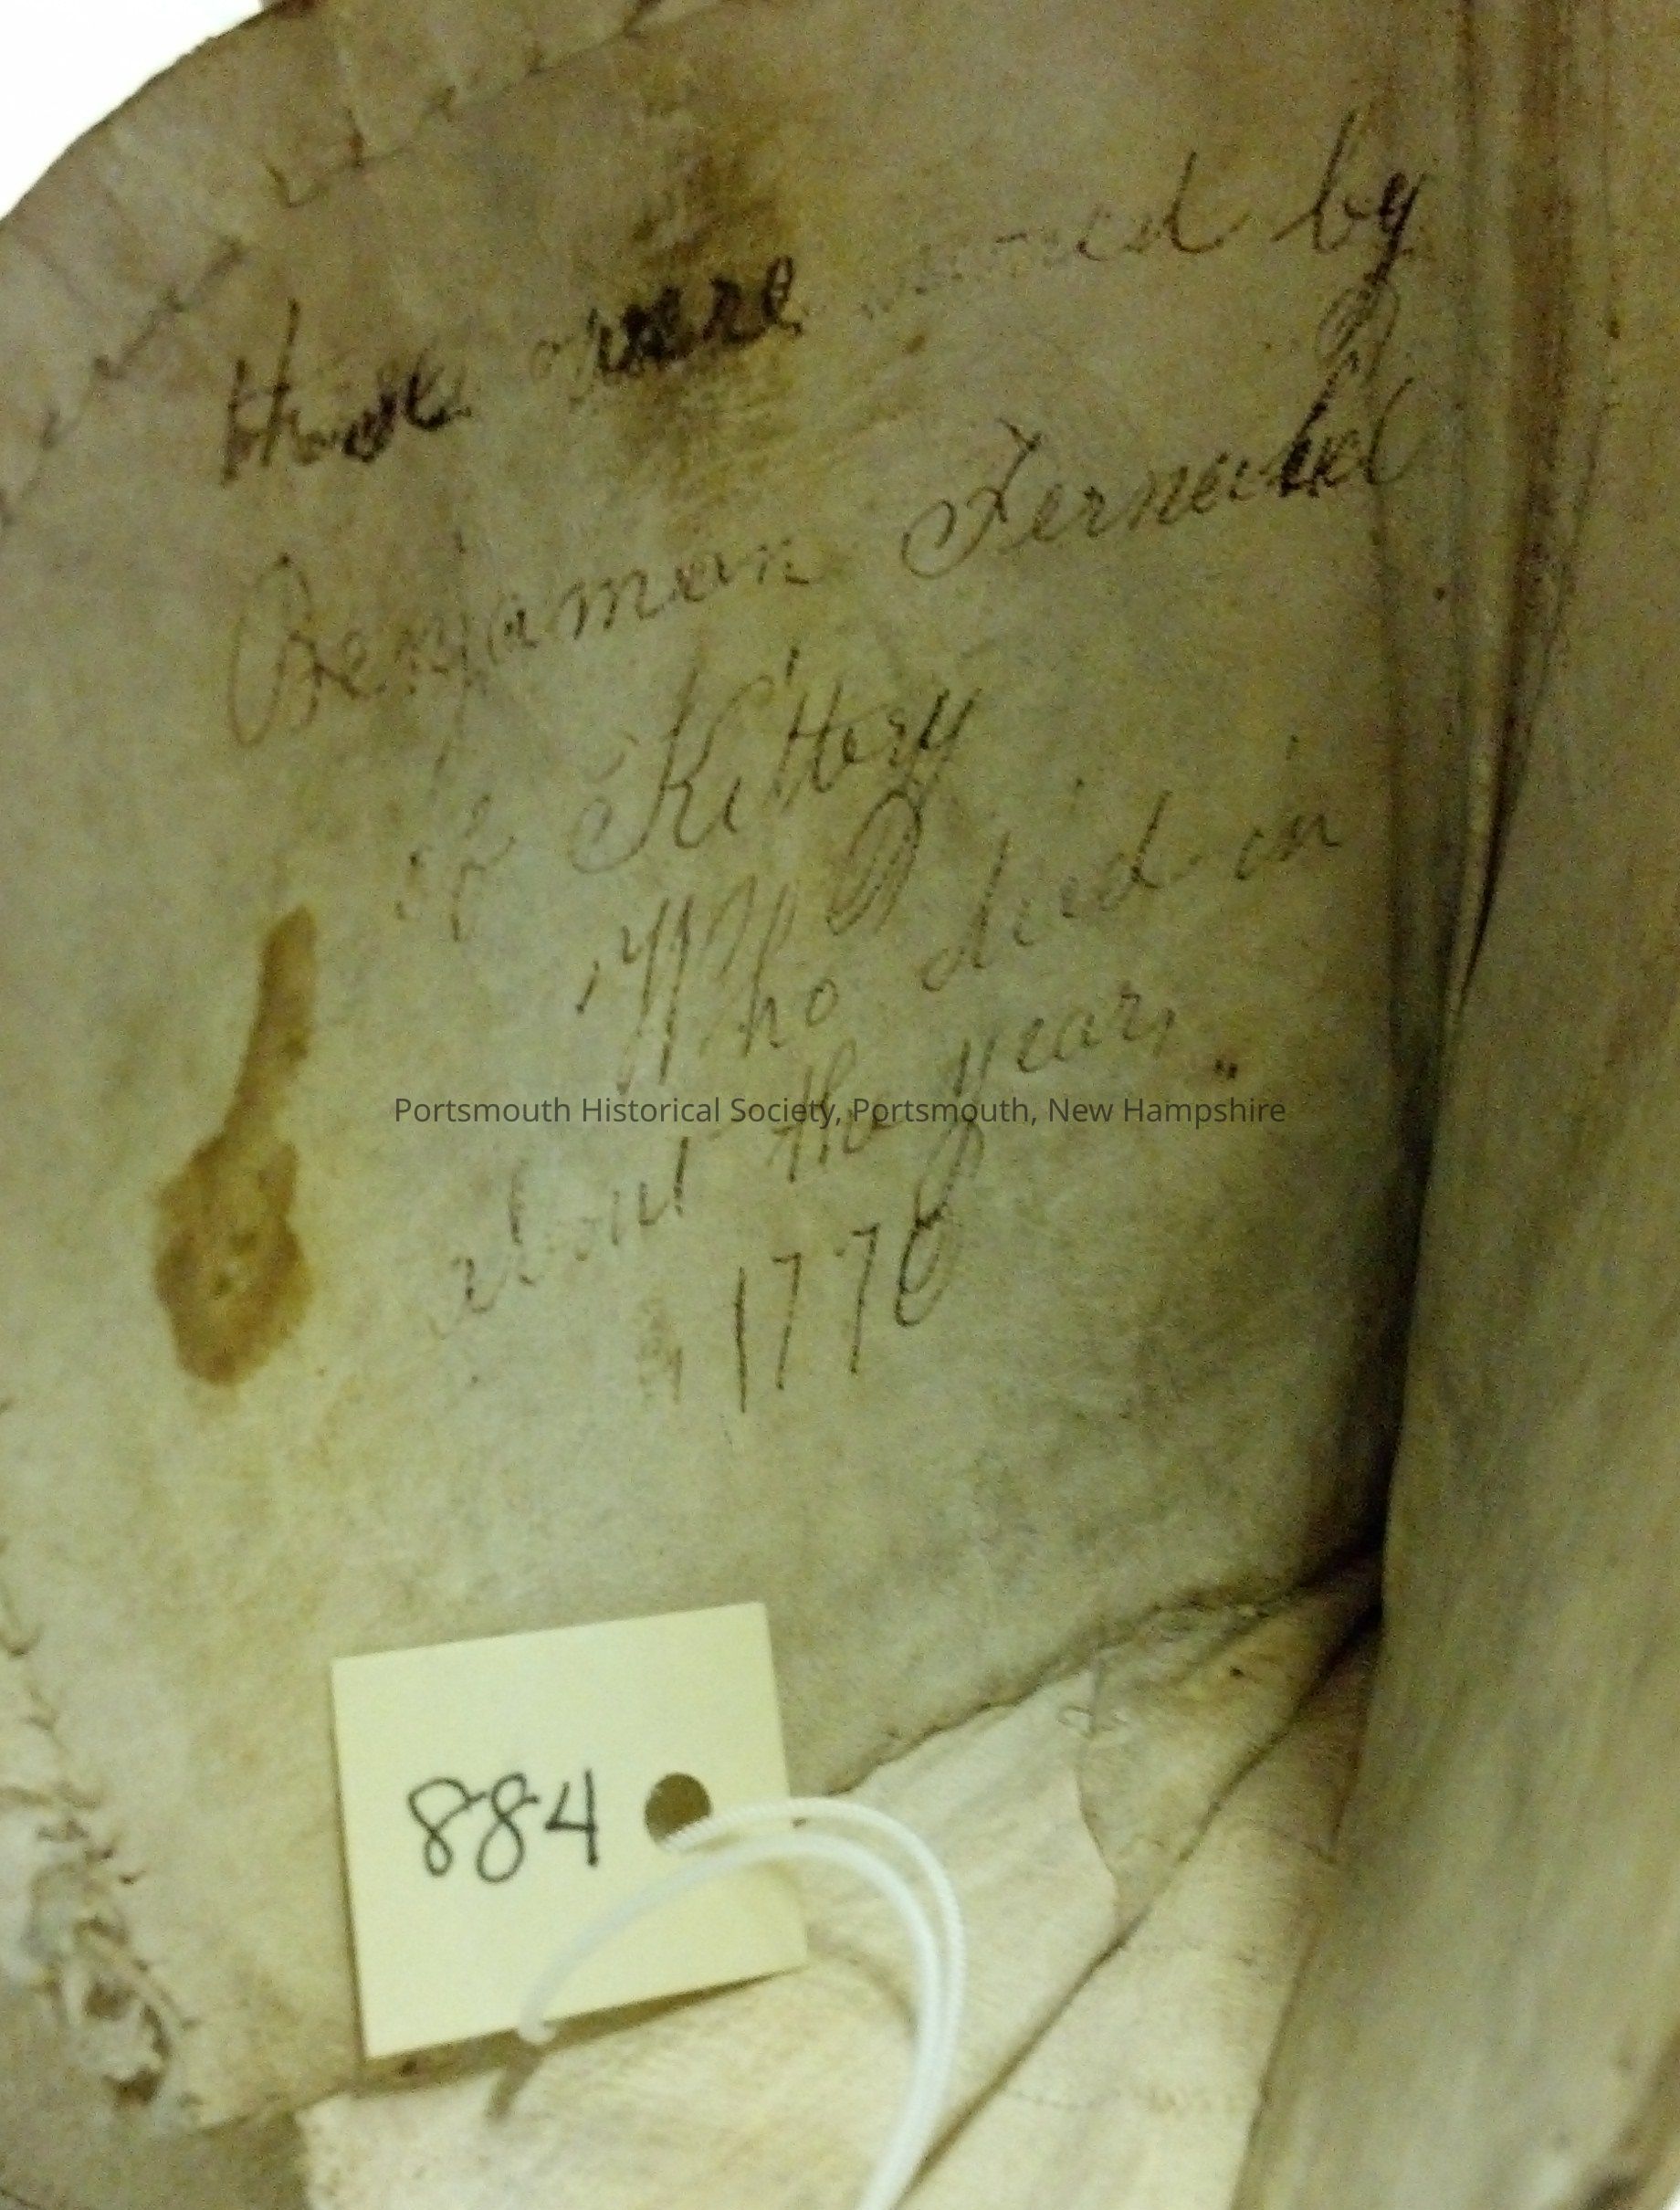 these were owned by
Benjamin Fernald
of Kittery
Who died in
about the year,
1770
Portsmouth Historical Society, Portsmouth, New Hampshire
884